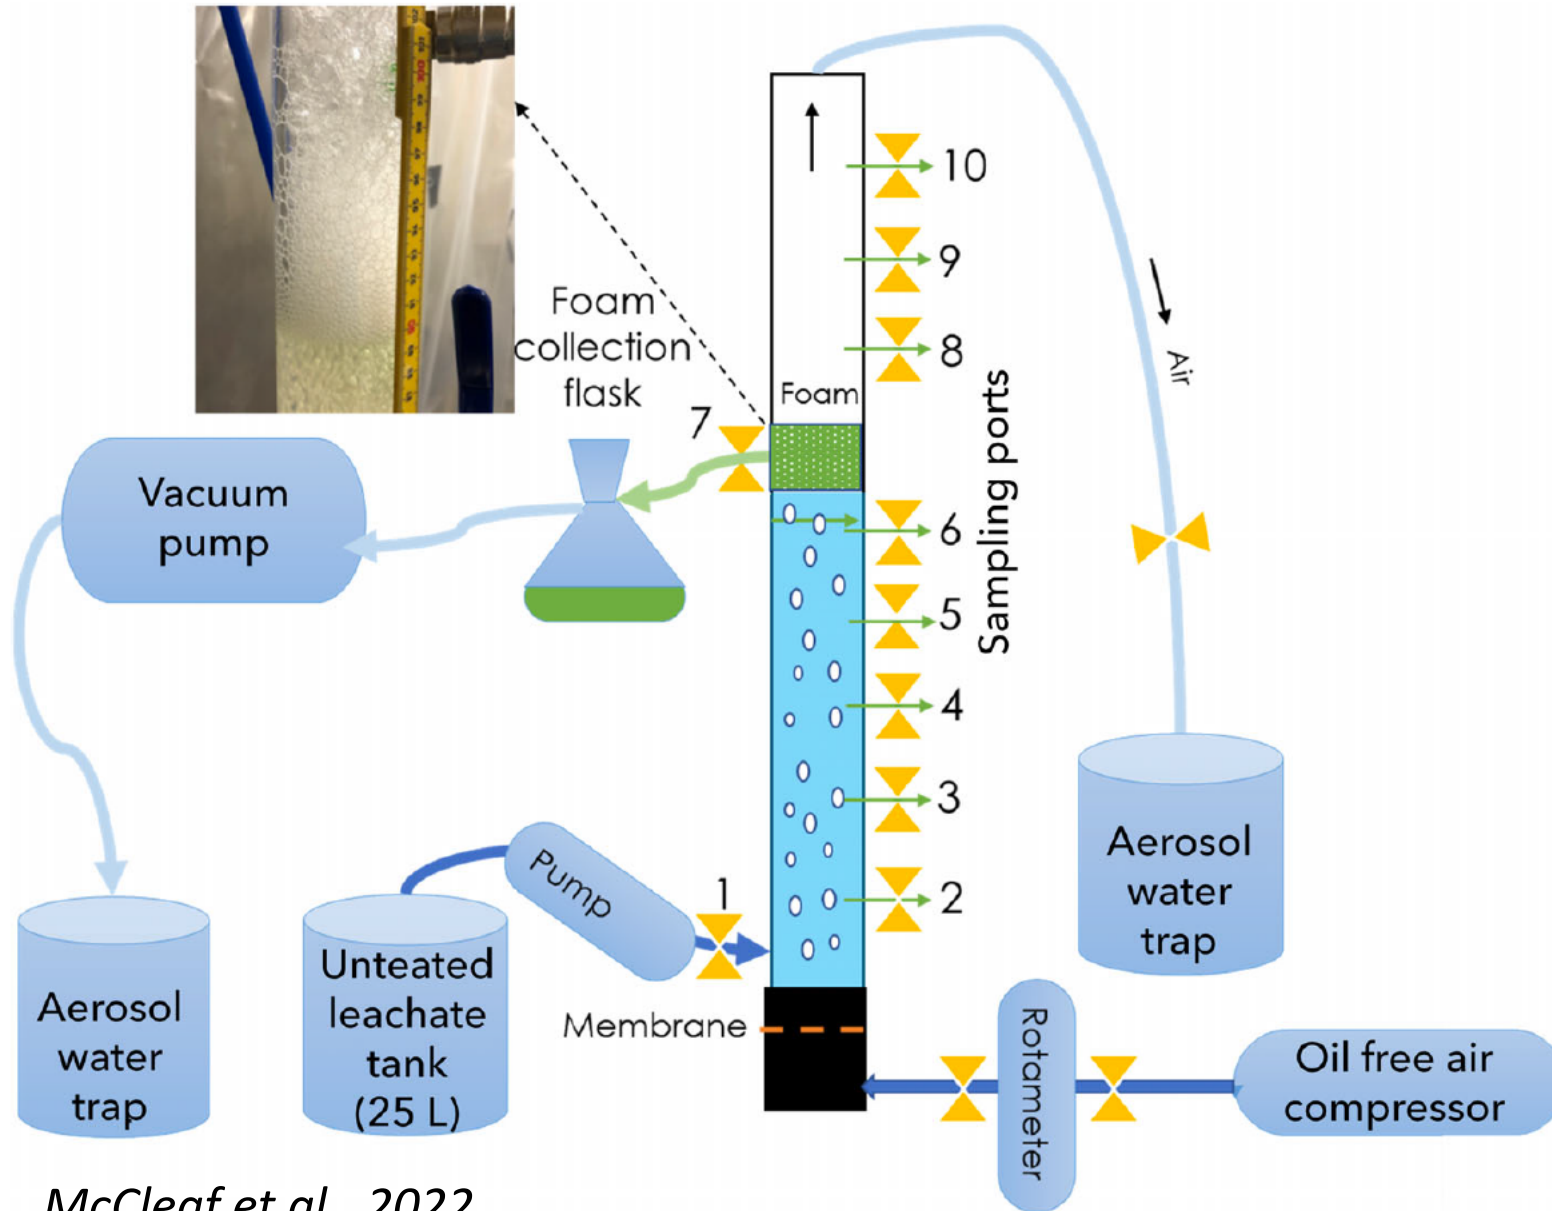 10
9
8
Foam
collection
flask
Foam
7
Air
Sampling ports
Vacuum
pump
6
5
4
3
2
1
Pump
Aerosol
water
trap
Unteated
leachate
tank
(25 L)
Aerosol
water
trap
Membrane
Rotameter
Oil free air
compressor
McCleaf et al., 2022